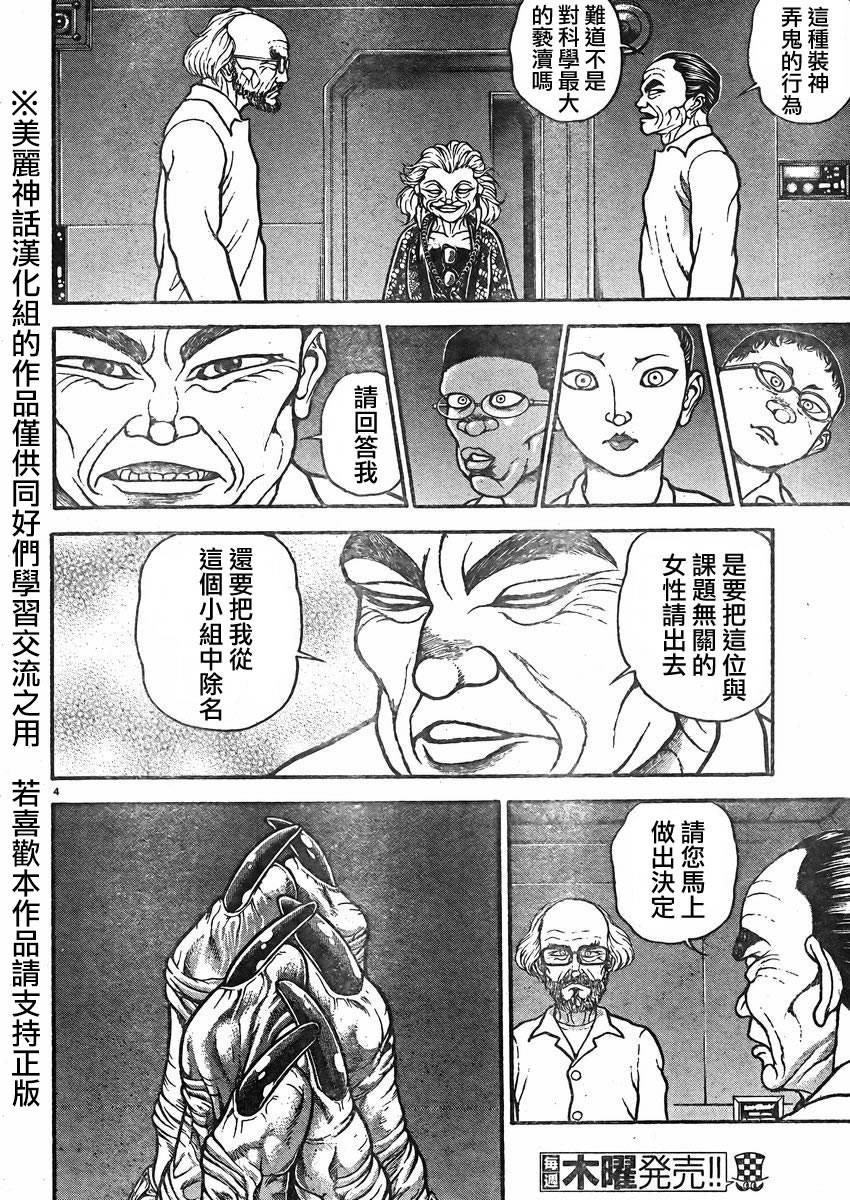 這種裝神
弄鬼的行為
難道不是
對科學最大
的褻瀆嗎
請回答我
是要把這位與
課題無關的
女性請出去
還要把我從
這個小組中除名
請您馬上
做出決定
4
毎週木曜発売!!
※美麗神話漢化組的作品僅供同好們學習交流之用 若喜歡本作品請支持正版